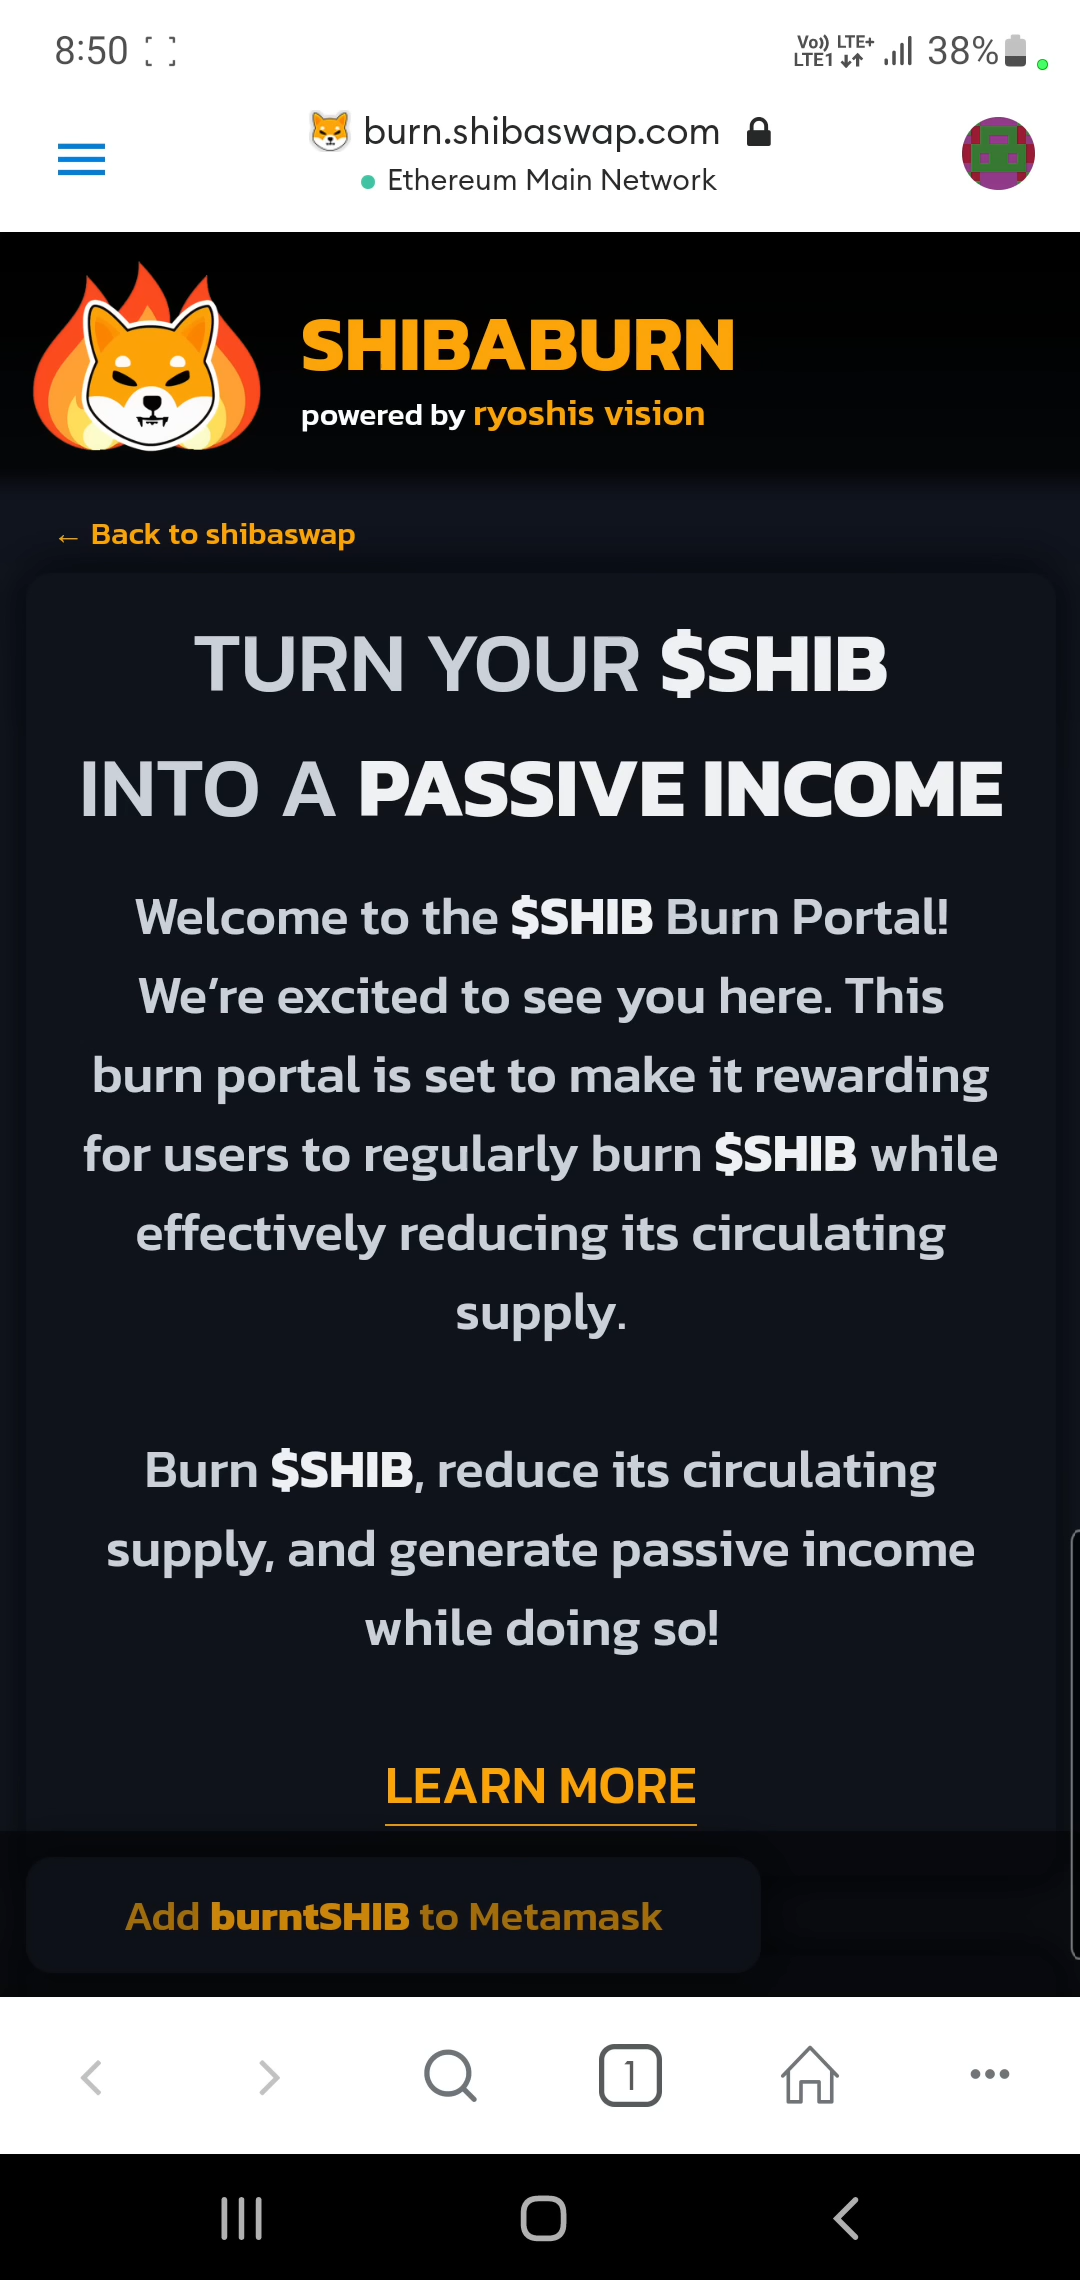 8:50
Vo)) LTE+
LTE1
38%
burn.shibaswap.com
Ethereum Main Network
SHIBABURN
powered by ryoshis vision
← Back to shibaswap
TURN YOUR $SHIB
INTO A PASSIVE INCOME
Welcome to the $SHIB Burn Portal!
We’re excited to see you here. This
burn portal is set to make it rewarding
for users to regularly burn $SHIB while
effectively reducing its circulating
supply.
Burn $SHIB, reduce its circulating
supply, and generate passive income
while doing so!
LEARN MORE
Add burntSHIB to Metamask
1